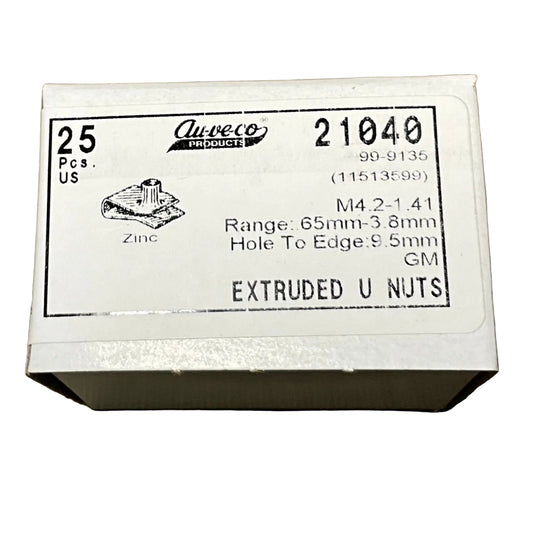 25
Pcs.
US
au-ve-co®
PRODUCTS
Zinc
21040
99-9135
(11513599)
M4.2-1.41
Range:.65mm-3.8mm
Hole To Edge:9.5mm
GM
EXTRUDED U NUTS